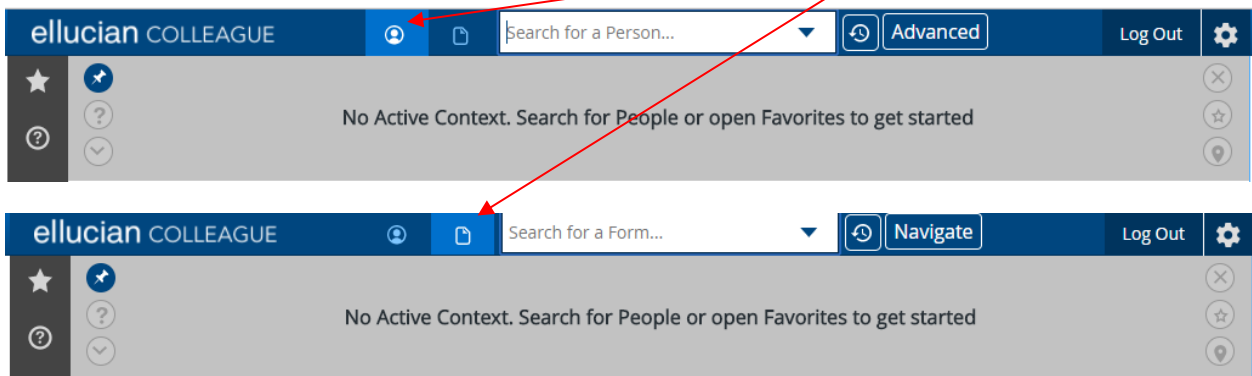 ellucian COLLEAGUE Search for a Person... Advanced Log Out
No Active Context. Search for People or open Favorites to get started
ellucian COLLEAGUE Search for a Form... Navigate Log Out
No Active Context. Search for People or open Favorites to get started